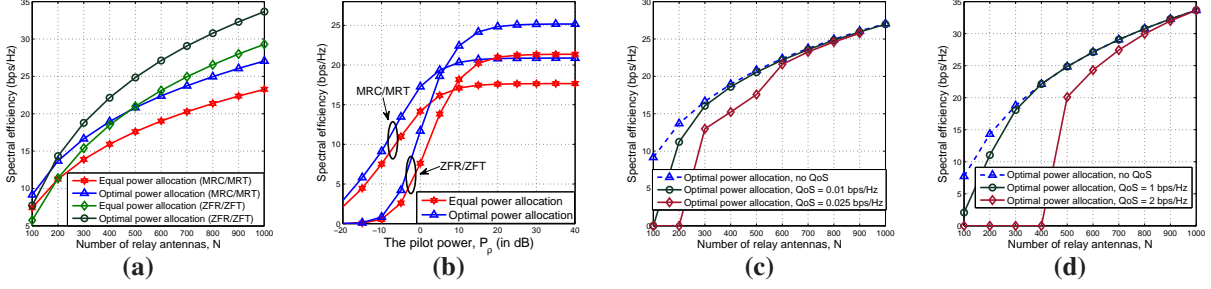 35
30
25
20
15
10
5
100 200 300 400 500 600 700 800 900 1000
Spectral efficiency (bps/Hz)
Number of relay antennas, N
Equal power allocation (MRC/MRT)
Optimal power allocation (MRC/MRT)
Equal power allocation (ZFR/ZFT)
Optimal power allocation (ZFR/ZFT)
(a)
30
25
20
15
10
5
0
-20 -10 0 10 20 30 40
Spectral efficiency (bps/Hz)
The pilot power, Pρ (in dB)
MRC/MRT
ZFR/ZFT
Equal power allocation
Optimal power allocation
(b)
30
25
20
15
10
5
0
100 200 300 400 500 600 700 800 900 1000
Spectral efficiency (bps/Hz)
Number of relay antennas, N
Optimal power allocation, no QoS
Optimal power allocation, QoS = 0.01 bps/Hz
Optimal power allocation, QoS = 0.025 bps/Hz
(c)
35
30
25
20
15
10
5
0
100 200 300 400 500 600 700 800 900 1000
Spectral efficiency (bps/Hz)
Number of relay antennas, N
Optimal power allocation, no QoS
Optimal power allocation, QoS = 1 bps/Hz
Optimal power allocation, QoS = 2 bps/Hz
(d)